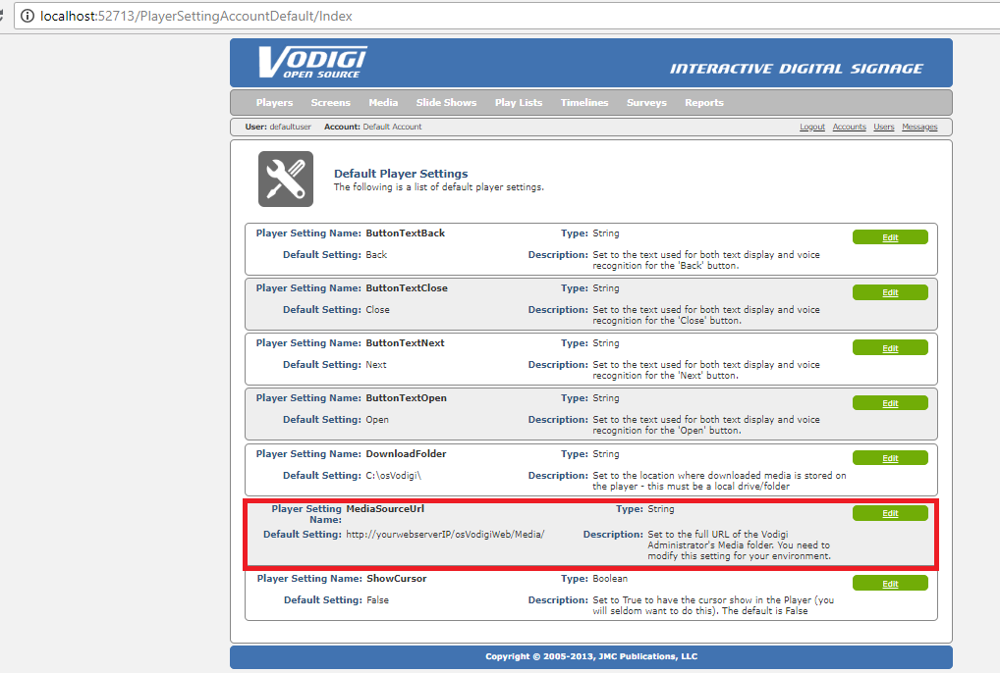 localhost:52713/PlayerSettingAccountDefault/Index
VODIGI
OPEN SOURCE
INTERACTIVE DIGITAL SIGNAGE
Players Screens Media Slide Shows Play Lists Timelines Surveys Reports
User: defaultuser Account: Default Account Logout Accounts Users Messages
Default Player Settings
The following is a list of default player settings.
Player Setting Name: ButtonTextBack Type: String Edit
Default Setting: Back Description: Set to the text used for both text display and voice
recognition for the 'Back' button.
Player Setting Name: ButtonTextClose Type: String Edit
Default Setting: Close Description: Set to the text used for both text display and voice
recognition for the 'Close' button.
Player Setting Name: ButtonTextNext Type: String Edit
Default Setting: Next Description: Set to the text used for both text display and voice
recognition for the 'Next' button.
Player Setting Name: ButtonTextOpen Type: String Edit
Default Setting: Open Description: Set to the text used for both text display and voice
recognition for the 'Open' button.
Player Setting Name: DownloadFolder Type: String Edit
Default Setting: C:\osVodigi\ Description: Set to the location where downloaded media is stored on
the player - this must be a local drive/folder
Player Setting MediaSourceUrl Type: String Edit
Name:
Default Setting: http://yourwebserverIP/osVodigiWeb/Media/ Description: Set to the full URL of the Vodigi
Administrator's Media folder. You need to
modify this setting for your environment.
Player Setting Name: ShowCursor Type: Boolean Edit
Default Setting: False Description: Set to True to have the cursor show in the Player (you
will seldom want to do this). The default is False
Copyright © 2005-2013, JMC Publications, LLC